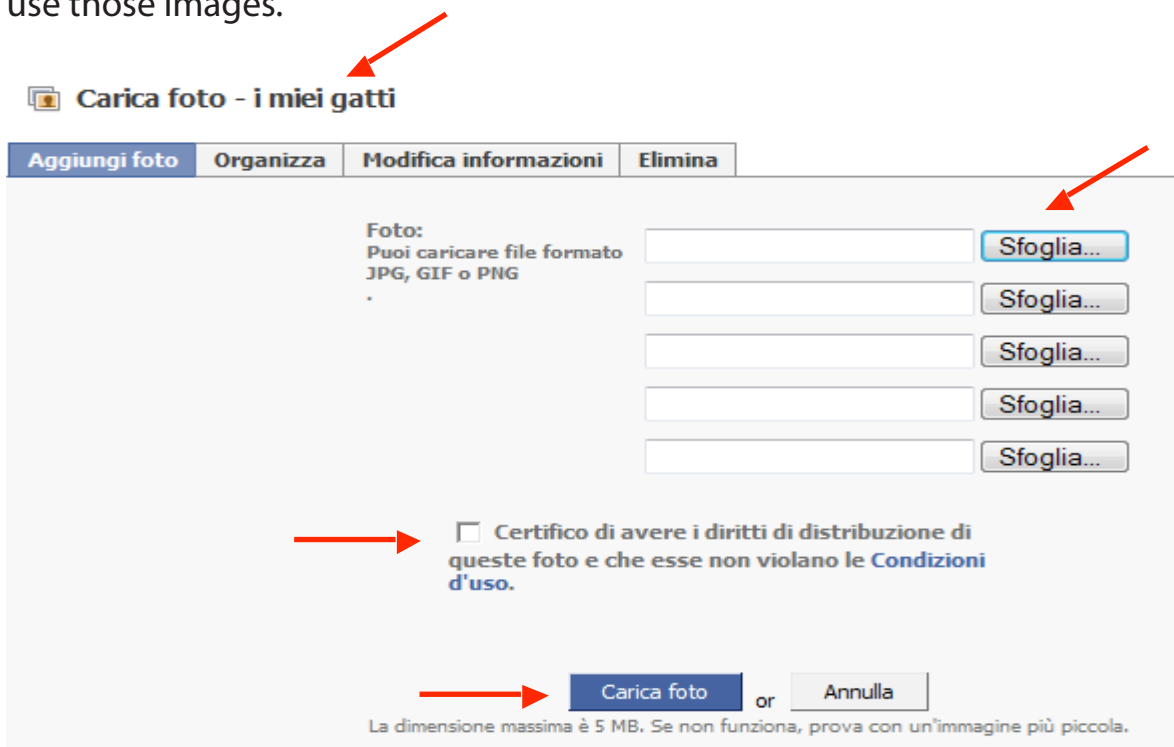 use those images.
Carica foto - i miei gatti
Aggiungi foto Organizza Modifica informazioni Elimina
Foto:
Puoi caricare file formato
JPG, GIF o PNG
.
Sfoglia...
Sfoglia...
Sfoglia...
Sfoglia...
Sfoglia...
Certifico di avere i diritti di distribuzione di
queste foto e che esse non violano le Condizioni
d'uso.
Carica foto or Annulla
La dimensione massima è 5 MB. Se non funziona, prova con un'immagine più piccola.